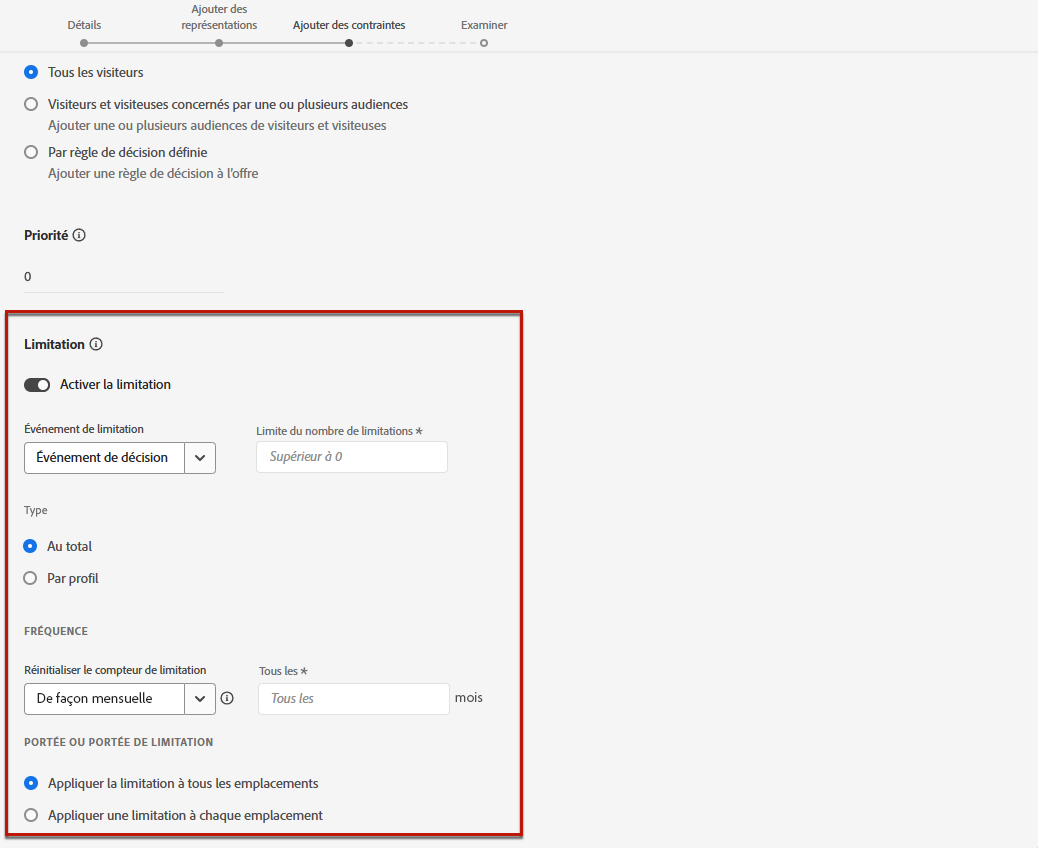 Détails
Ajouter des
représentations
Ajouter des contraintes
Examiner
Tous les visiteurs
Visiteurs et visiteuses concernés par une ou plusieurs audiences
Ajouter une ou plusieurs audiences de visiteurs et visiteuses
Par règle de décision définie
Ajouter une règle de décision à l'offre
Priorité
0
Limitation
Activer la limitation
Événement de limitation
Limite du nombre de limitations *
Événement de décision
Supérieur à 0
Type
Au total
Par profil
FRÉQUENCE
Réinitialiser le compteur de limitation
Tous les *
De façon mensuelle
Tous les
mois
PORTÉE OU PORTÉE DE LIMITATION
Appliquer la limitation à tous les emplacements
Appliquer une limitation à chaque emplacement